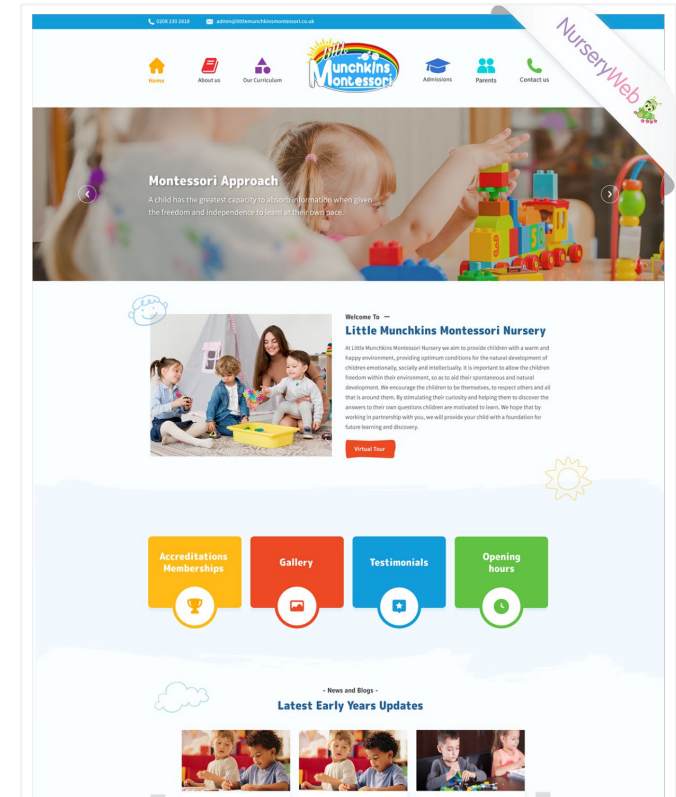 0208 239 2818 admin@littlemunchkinsmontessori.co.uk
NurseryWeb
little
Munchkins
Montessori
Home About us Our Curriculum Admissions Parents Contact us
Montessori Approach
A child has the greatest capacity to absorb information when given
the freedom and independence to learn at their own pace.
Welcome To —
Little Munchkins Montessori Nursery
At Little Munchkins Montessori Nursery we aim to provide children with a warm and
happy environment, providing optimum conditions for the natural development of
children emotionally, socially and intellectually. It is important to allow the children
freedom within their environment, so as to aid their spontaneous and natural
development. We encourage the children to be themselves, to respect others and all
that is around them. By stimulating their curiosity and helping them to discover the
answers to their own questions children are motivated to learn. We hope that by
working in partnership with you, we will provide your child with a foundation for
future learning and discovery.
Virtual Tour
Accreditations
Memberships
Gallery
Testimonials
Opening
hours
- News and Blogs -
Latest Early Years Updates